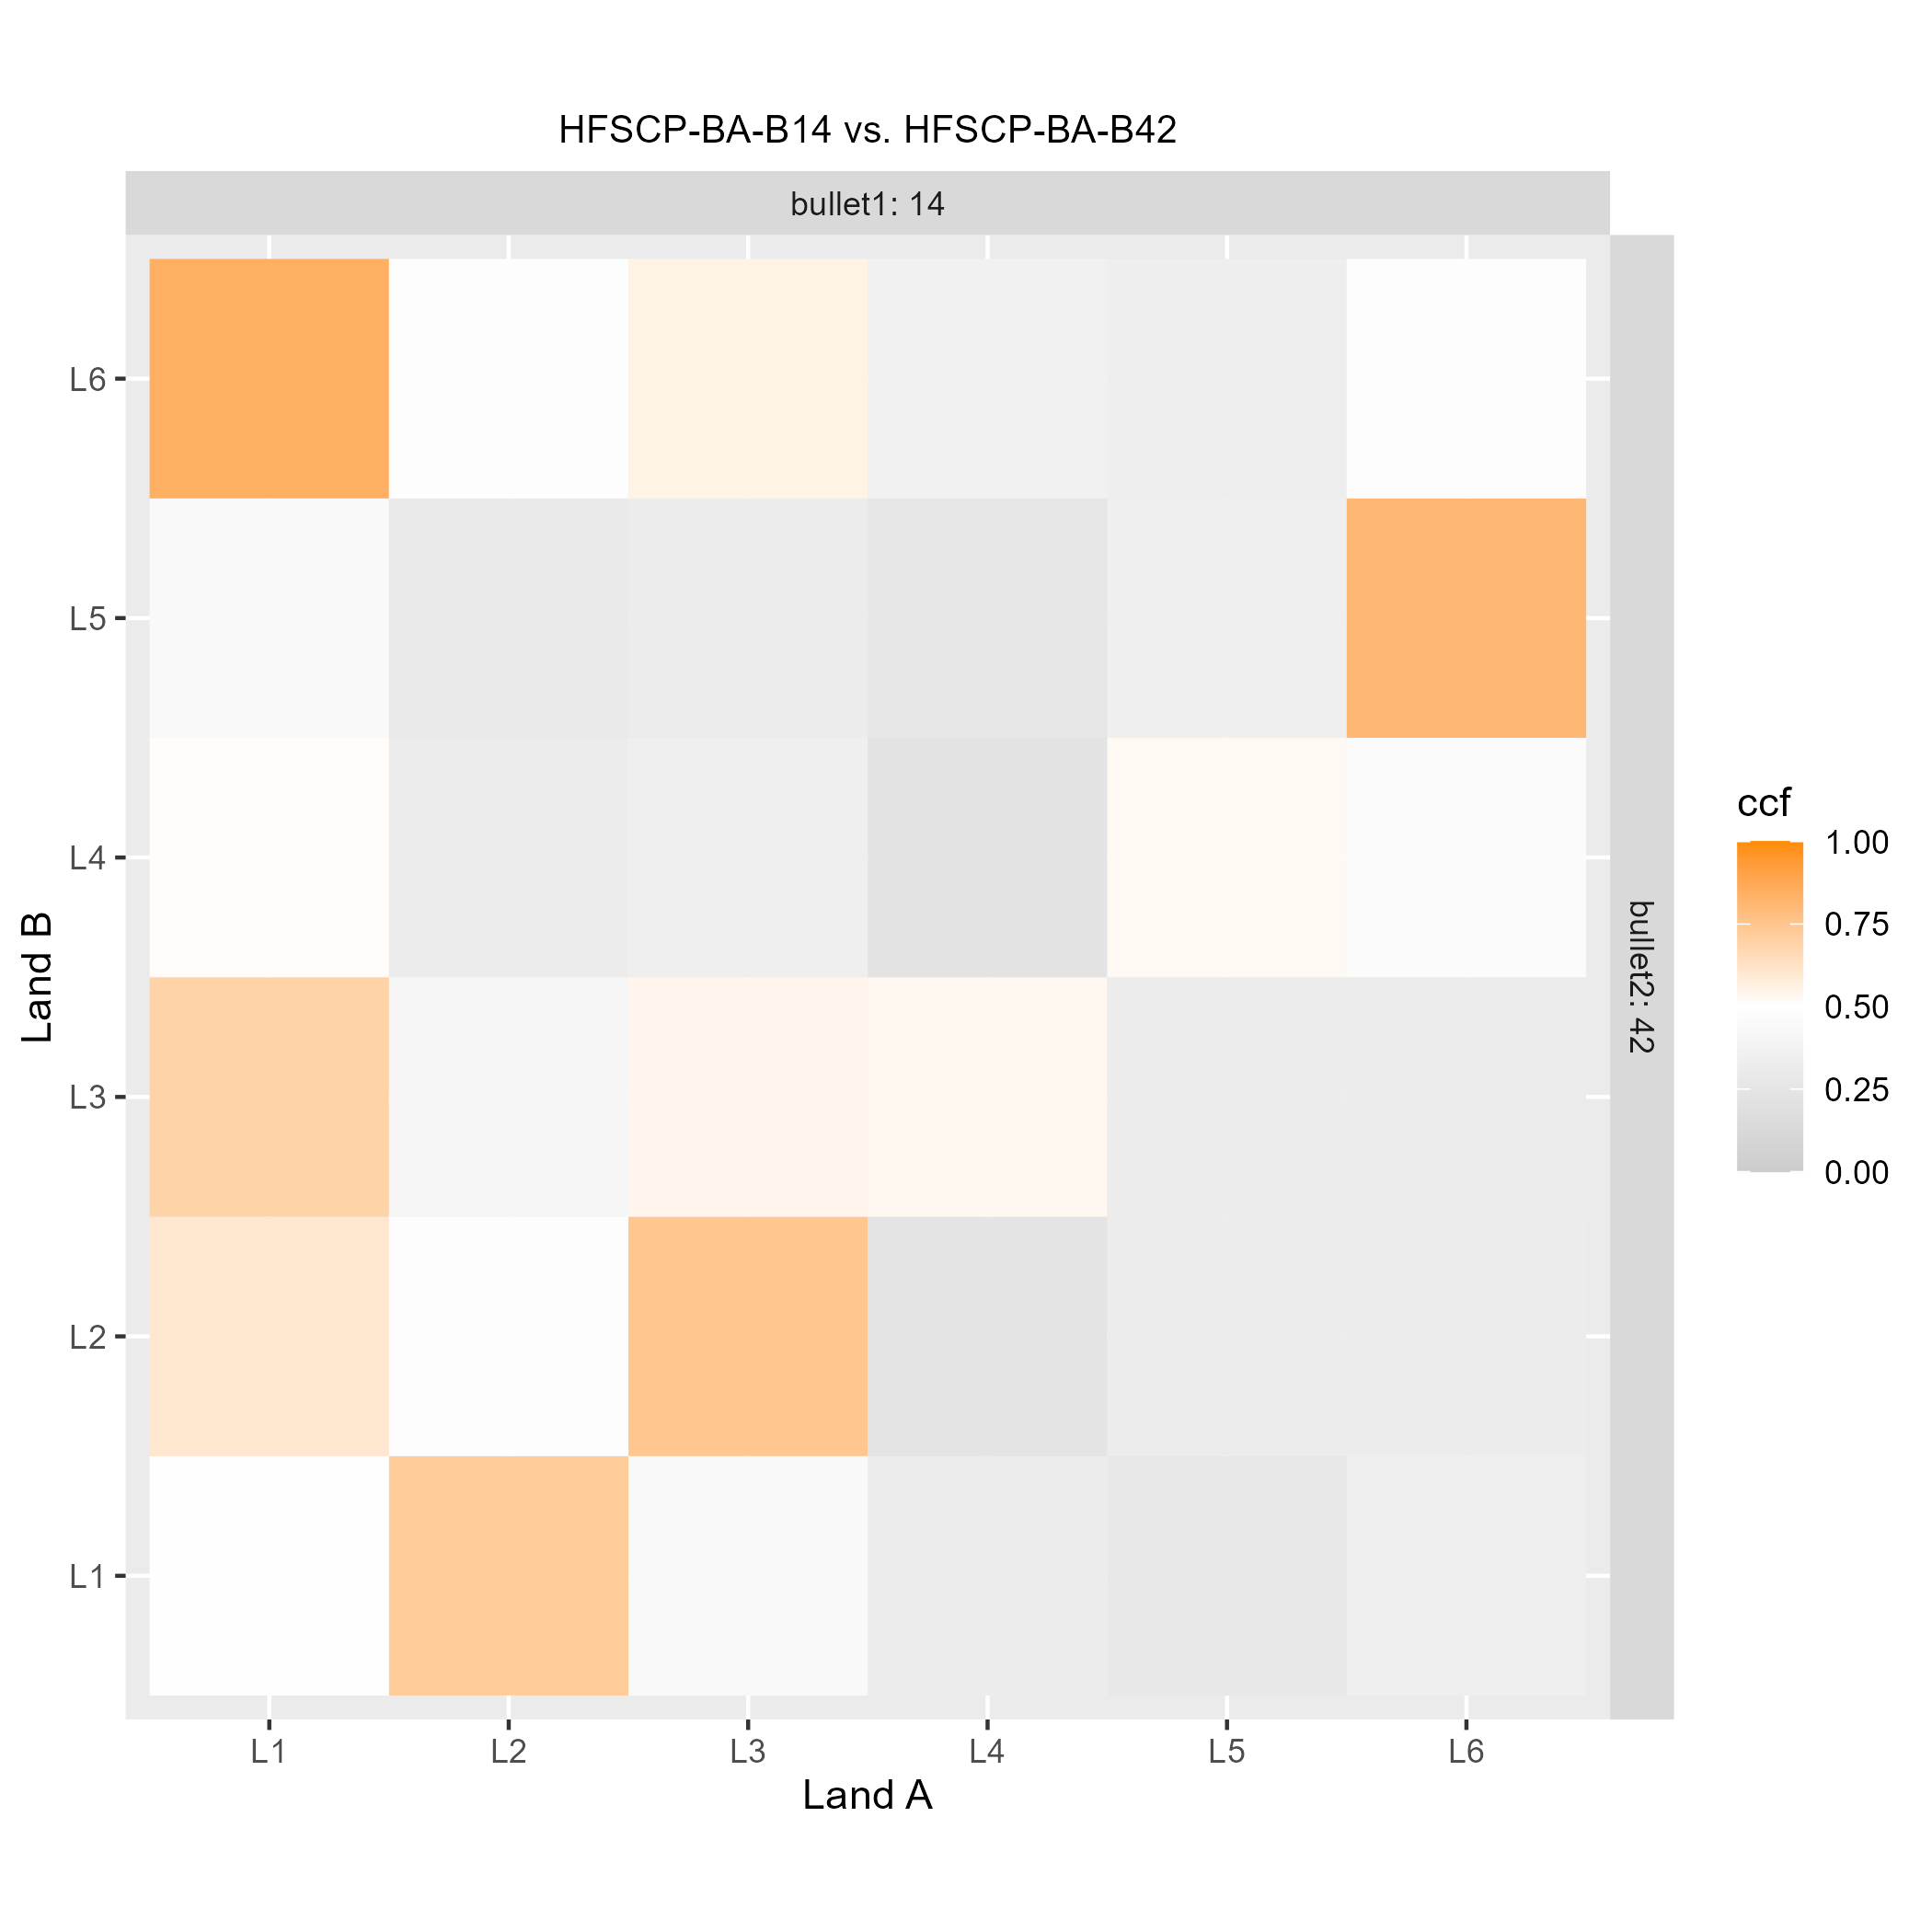 HFSCP-BA-B14 vs. HFSCP-BA-B42
bullet1: 14
L6
L5
L4
L3
L2
L1
Land B
bullet2: 42
ccf
1.00
0.75
0.50
0.25
0.00
L1 L2 L3 L4 L5 L6
Land A